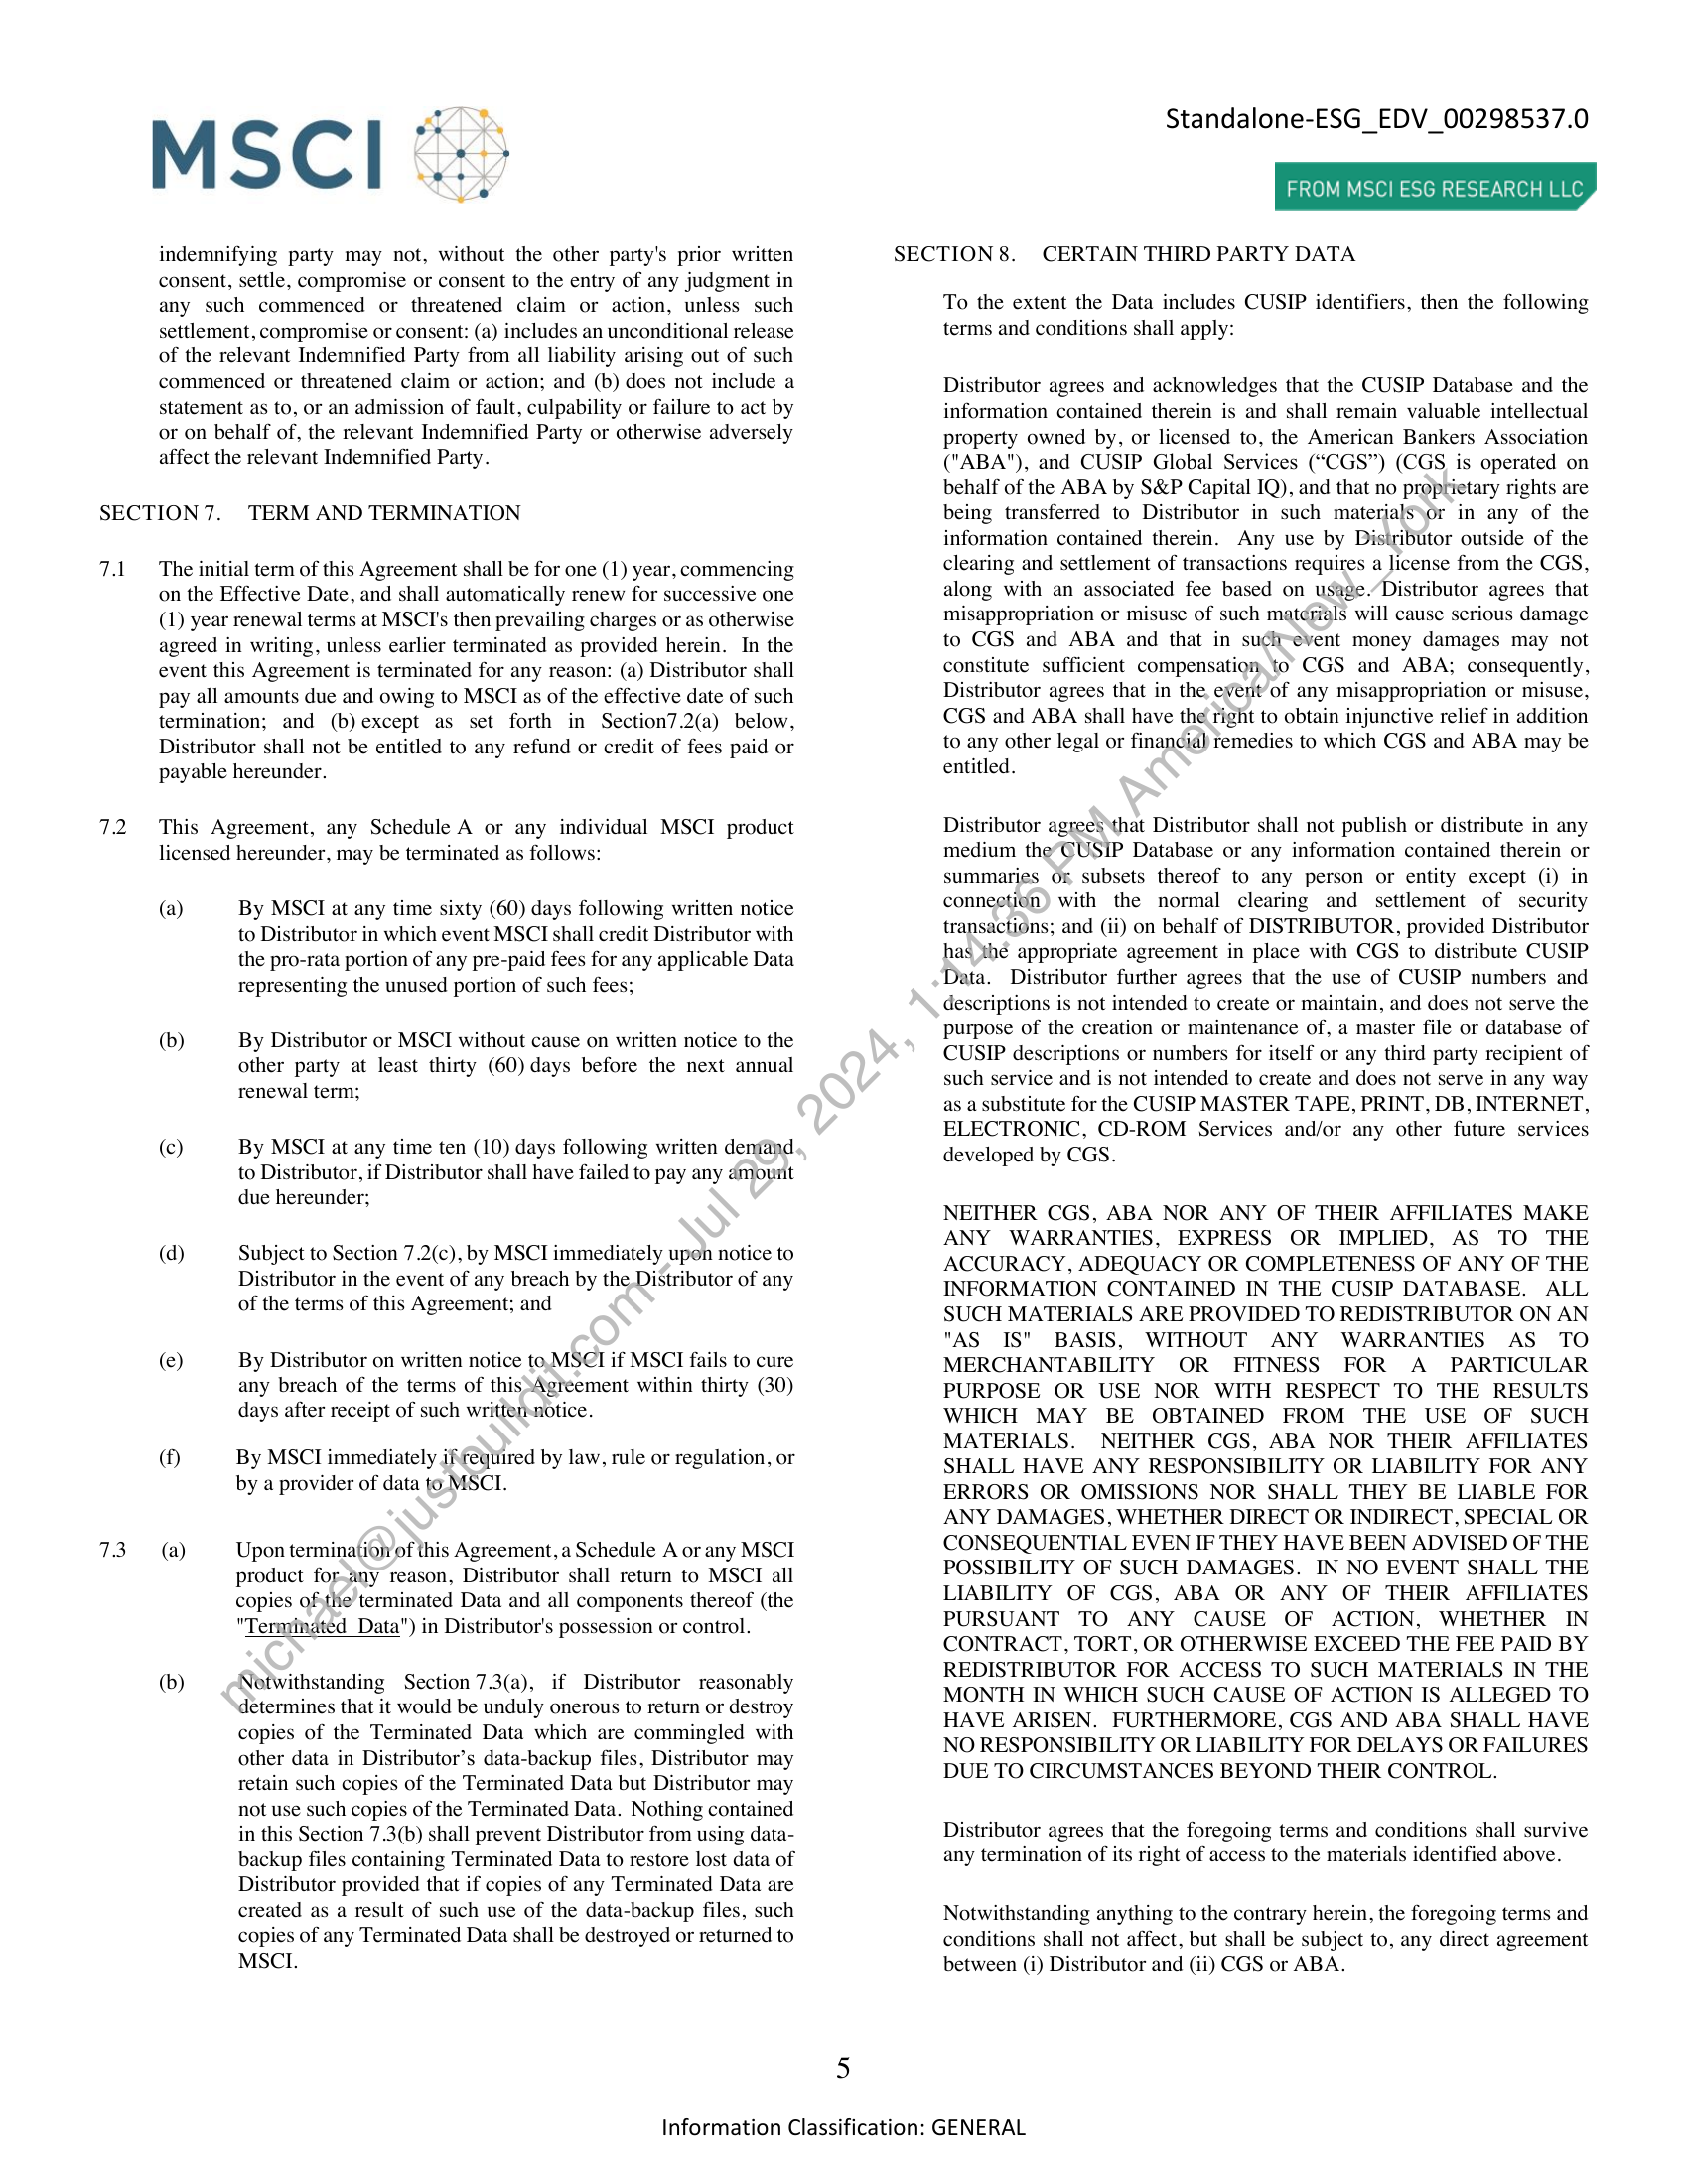 MSCI
Standalone-ESG_EDV_00298537.0
FROM MSCI ESG RESEARCH LLC
indemnifying party may not, without the other party's prior written
consent, settle, compromise or consent to the entry of any judgment in
any such commenced or threatened claim or action, unless such
settlement, compromise or consent: (a) includes an unconditional release
of the relevant Indemnified Party from all liability arising out of such
commenced or threatened claim or action; and (b) does not include a
statement as to, or an admission of fault, culpability or failure to act by
or on behalf of, the relevant Indemnified Party or otherwise adversely
affect the relevant Indemnified Party.
SECTION 7. TERM AND TERMINATION
7.1 The initial term of this Agreement shall be for one (1) year, commencing
on the Effective Date, and shall automatically renew for successive one
(1) year renewal terms at MSCI's then prevailing charges or as otherwise
agreed in writing, unless earlier terminated as provided herein. In the
event this Agreement is terminated for any reason: (a) Distributor shall
pay all amounts due and owing to MSCI as of the effective date of such
termination; and (b) except as set forth in Section7.2(a) below,
Distributor shall not be entitled to any refund or credit of fees paid or
payable hereunder.
7.2 This Agreement, any Schedule A or any individual MSCI product
licensed hereunder, may be terminated as follows:
(a) By MSCI at any time sixty (60) days following written notice
to Distributor in which event MSCI shall credit Distributor with
the pro-rata portion of any pre-paid fees for any applicable Data
representing the unused portion of such fees;
(b) By Distributor or MSCI without cause on written notice to the
other party at least thirty (60) days before the next annual
renewal term;
(c) By MSCI at any time ten (10) days following written demand
to Distributor, if Distributor shall have failed to pay any amount
due hereunder;
(d) Subject to Section 7.2(c), by MSCI immediately upon notice to
Distributor in the event of any breach by the Distributor of any
of the terms of this Agreement; and
(e) By Distributor on written notice to MSCI if MSCI fails to cure
any breach of the terms of this Agreement within thirty (30)
days after receipt of such written notice.
(f) By MSCI immediately if required by law, rule or regulation, or
by a provider of data to MSCI.
7.3 (a) Upon termination of this Agreement, a Schedule A or any MSCI
product for any reason, Distributor shall return to MSCI all
copies of the terminated Data and all components thereof (the
"Terminated Data") in Distributor's possession or control.
(b) Notwithstanding Section 7.3(a), if Distributor reasonably
determines that it would be unduly onerous to return or destroy
copies of the Terminated Data which are commingled with
other data in Distributor’s data-backup files, Distributor may
retain such copies of the Terminated Data but Distributor may
not use such copies of the Terminated Data. Nothing contained
in this Section 7.3(b) shall prevent Distributor from using data-
backup files containing Terminated Data to restore lost data of
Distributor provided that if copies of any Terminated Data are
created as a result of such use of the data-backup files, such
copies of any Terminated Data shall be destroyed or returned to
MSCI.
SECTION 8. CERTAIN THIRD PARTY DATA
To the extent the Data includes CUSIP identifiers, then the following
terms and conditions shall apply:
Distributor agrees and acknowledges that the CUSIP Database and the
information contained therein is and shall remain valuable intellectual
property owned by, or licensed to, the American Bankers Association
("ABA"), and CUSIP Global Services (“CGS”) (CGS is operated on
behalf of the ABA by S&P Capital IQ), and that no proprietary rights are
being transferred to Distributor in such materials or in any of the
information contained therein. Any use by Distributor outside of the
clearing and settlement of transactions requires a license from the CGS,
along with an associated fee based on usage. Distributor agrees that
misappropriation or misuse of such materials will cause serious damage
to CGS and ABA and that in such event money damages may not
constitute sufficient compensation to CGS and ABA; consequently,
Distributor agrees that in the event of any misappropriation or misuse,
CGS and ABA shall have the right to obtain injunctive relief in addition
to any other legal or financial remedies to which CGS and ABA may be
entitled.
Distributor agrees that Distributor shall not publish or distribute in any
medium the CUSIP Database or any information contained therein or
summaries or subsets thereof to any person or entity except (i) in
connection with the normal clearing and settlement of security
transactions; and (ii) on behalf of DISTRIBUTOR, provided Distributor
has the appropriate agreement in place with CGS to distribute CUSIP
Data. Distributor further agrees that the use of CUSIP numbers and
descriptions is not intended to create or maintain, and does not serve the
purpose of the creation or maintenance of, a master file or database of
CUSIP descriptions or numbers for itself or any third party recipient of
such service and is not intended to create and does not serve in any way
as a substitute for the CUSIP MASTER TAPE, PRINT, DB, INTERNET,
ELECTRONIC, CD-ROM Services and/or any other future services
developed by CGS.
NEITHER CGS, ABA NOR ANY OF THEIR AFFILIATES MAKE
ANY WARRANTIES, EXPRESS OR IMPLIED, AS TO THE
ACCURACY, ADEQUACY OR COMPLETENESS OF ANY OF THE
INFORMATION CONTAINED IN THE CUSIP DATABASE. ALL
SUCH MATERIALS ARE PROVIDED TO REDISTRIBUTOR ON AN
"AS IS" BASIS, WITHOUT ANY WARRANTIES AS TO
MERCHANTABILITY OR FITNESS FOR A PARTICULAR
PURPOSE OR USE NOR WITH RESPECT TO THE RESULTS
WHICH MAY BE OBTAINED FROM THE USE OF SUCH
MATERIALS. NEITHER CGS, ABA NOR THEIR AFFILIATES
SHALL HAVE ANY RESPONSIBILITY OR LIABILITY FOR ANY
ERRORS OR OMISSIONS NOR SHALL THEY BE LIABLE FOR
ANY DAMAGES, WHETHER DIRECT OR INDIRECT, SPECIAL OR
CONSEQUENTIAL EVEN IF THEY HAVE BEEN ADVISED OF THE
POSSIBILITY OF SUCH DAMAGES. IN NO EVENT SHALL THE
LIABILITY OF CGS, ABA OR ANY OF THEIR AFFILIATES
PURSUANT TO ANY CAUSE OF ACTION, WHETHER IN
CONTRACT, TORT, OR OTHERWISE EXCEED THE FEE PAID BY
REDISTRIBUTOR FOR ACCESS TO SUCH MATERIALS IN THE
MONTH IN WHICH SUCH CAUSE OF ACTION IS ALLEGED TO
HAVE ARISEN. FURTHERMORE, CGS AND ABA SHALL HAVE
NO RESPONSIBILITY OR LIABILITY FOR DELAYS OR FAILURES
DUE TO CIRCUMSTANCES BEYOND THEIR CONTROL.
Distributor agrees that the foregoing terms and conditions shall survive
any termination of its right of access to the materials identified above.
Notwithstanding anything to the contrary herein, the foregoing terms and
conditions shall not affect, but shall be subject to, any direct agreement
between (i) Distributor and (ii) CGS or ABA.
michael@justbuildit.com - Jul 29, 2024, 1:14:36 PM America/New_York
5
Information Classification: GENERAL